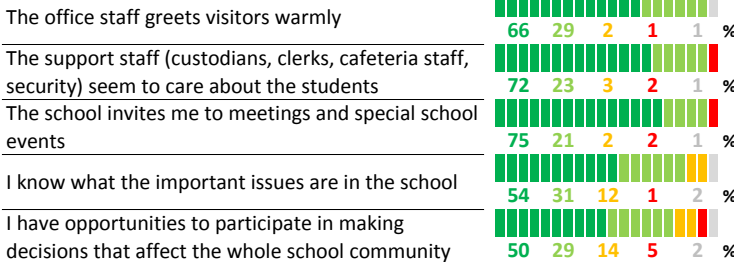 The office staff greets visitors warmly
66 29 2 1 1 %
The support staff (custodians, clerks, cafeteria staff,
security) seem to care about the students
72 23 3 2 1 %
The school invites me to meetings and special school
events
75 21 2 2 1 %
I know what the important issues are in the school
54 31 12 1 2 %
I have opportunities to participate in making
decisions that affect the whole school community
50 29 14 5 2 %